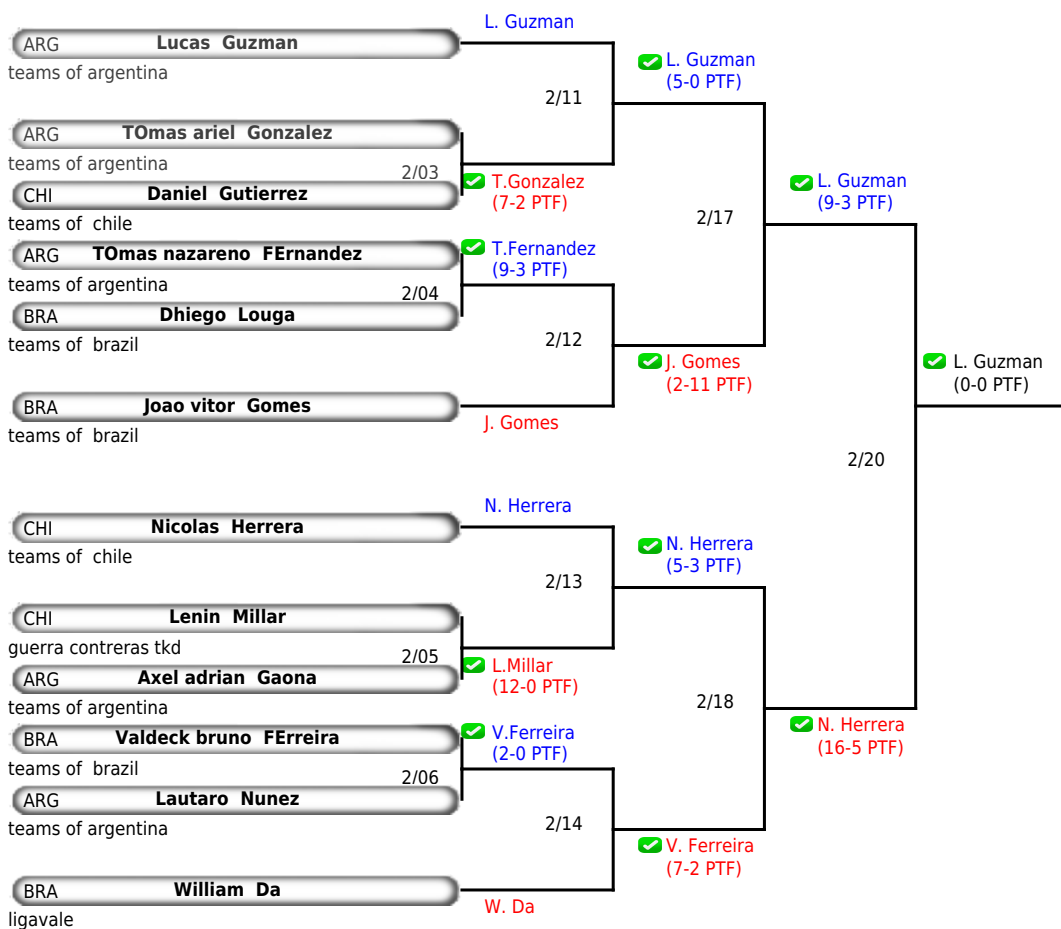 L. Guzman
ARG Lucas Guzman
teams of argentina
L. Guzman
(5-0 PTF)
2/11
ARG TOmas ariel Gonzalez
teams of argentina
2/03
T.Gonzalez
(7-2 PTF)
CHI Daniel Gutierrez
teams of chile
L. Guzman
(9-3 PTF)
2/17
ARG TOmas nazareno FErnandez
teams of argentina
T.Fernandez
(9-3 PTF)
2/04
BRA Dhiego Louga
teams of brazil
2/12
J. Gomes
(2-11 PTF)
L. Guzman
(0-0 PTF)
BRA Joao vitor Gomes
teams of brazil
J. Gomes
2/20
N. Herrera
CHI Nicolas Herrera
teams of chile
N. Herrera
(5-3 PTF)
2/13
CHI Lenin Millar
guerra contreras tkd
2/05
L.Millar
(12-0 PTF)
ARG Axel adrian Gaona
teams of argentina
2/18
N. Herrera
(16-5 PTF)
BRA Valdeck bruno FErreira
teams of brazil
V.Ferreira
(2-0 PTF)
2/06
ARG Lautaro Nunez
teams of argentina
2/14
V. Ferreira
(7-2 PTF)
BRA William Da
ligavale
W. Da